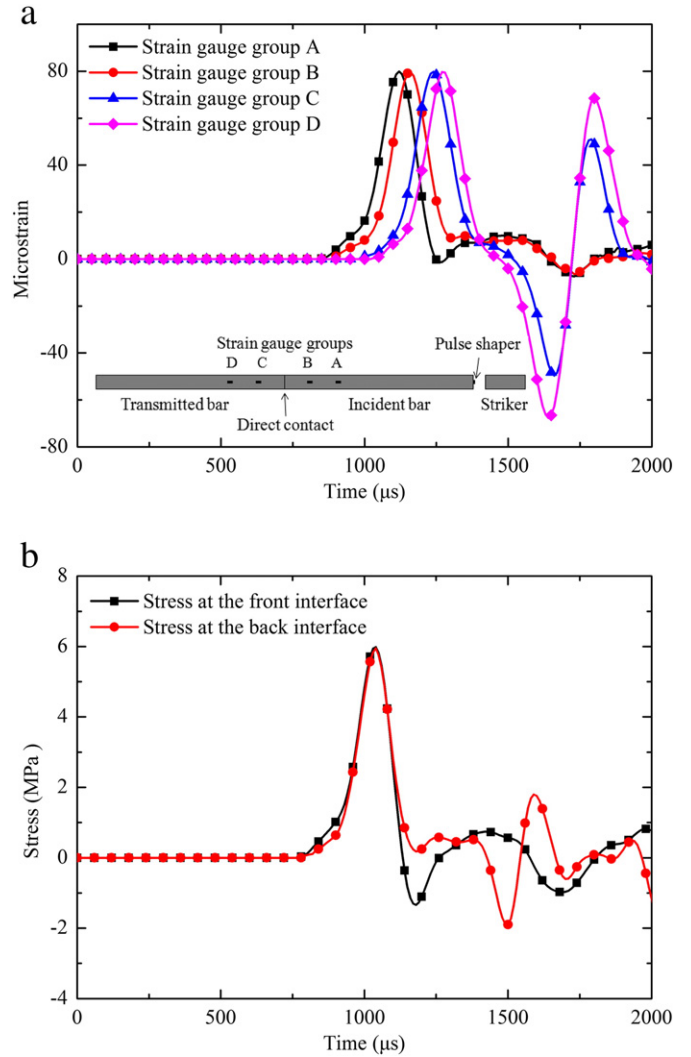 a
Strain gauge group A
Strain gauge group B
Strain gauge group C
Strain gauge group D
80
40
0
-40
-80
Microstrain
Strain gauge groups
D C B A
Pulse shaper
Transmitted bar
Incident bar
Striker
Direct contact
0 500 1000 1500 2000
Time (μs)
b
Stress at the front interface
Stress at the back interface
8
6
4
2
0
-2
-4
Stress (MPa )
0 500 1000 1500 2000
Time (μs)